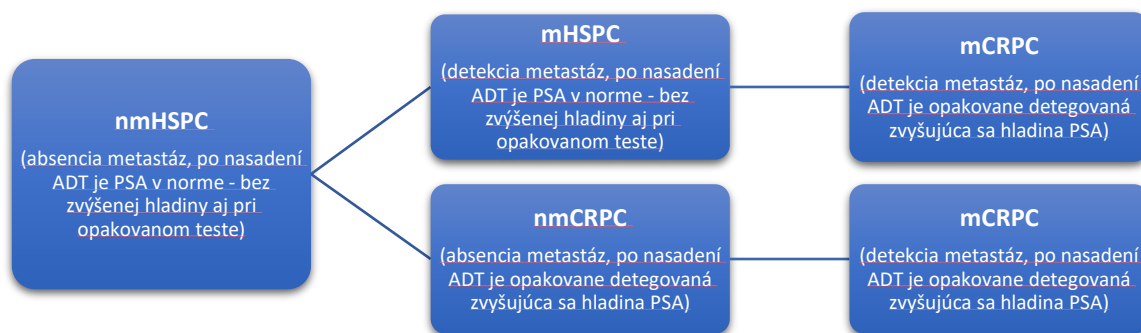 nmHSPC
(absencia metastáz, po nasadení
ADT je PSA v norme - bez
zvýšenej hladiny aj pri
opakovanom teste)
mHSPC
(detekcia metastáz, po nasadení
ADT je PSA v norme - bez
zvýšenej hladiny aj pri
opakovanom teste)
mCRPC
(detekcia metastáz, po nasadení
ADT je opakovane detegovaná
zvyšujúca sa hladina PSA)
nmCRPC
(absencia metastáz, po nasadení
ADT je opakovane detegovaná
zvyšujúca sa hladina PSA)
mCRPC
(detekcia metastáz, po nasadení
ADT je opakovane detegovaná
zvyšujúca sa hladina PSA)